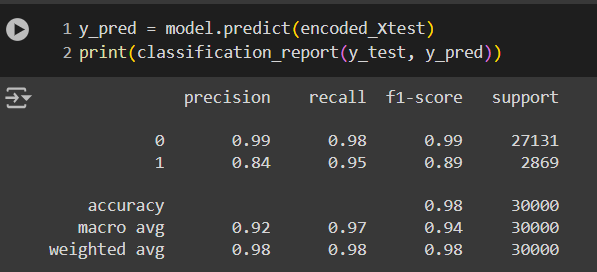 1 y_pred = model.predict(encoded_Xtest)
2 print(classification_report(y_test, y_pred))
precision recall f1-score support
0 0.99 0.98 0.99 27131
1 0.84 0.95 0.89 2869
accuracy 0.98 30000
macro avg 0.92 0.97 0.94 30000
weighted avg 0.98 0.98 0.98 30000